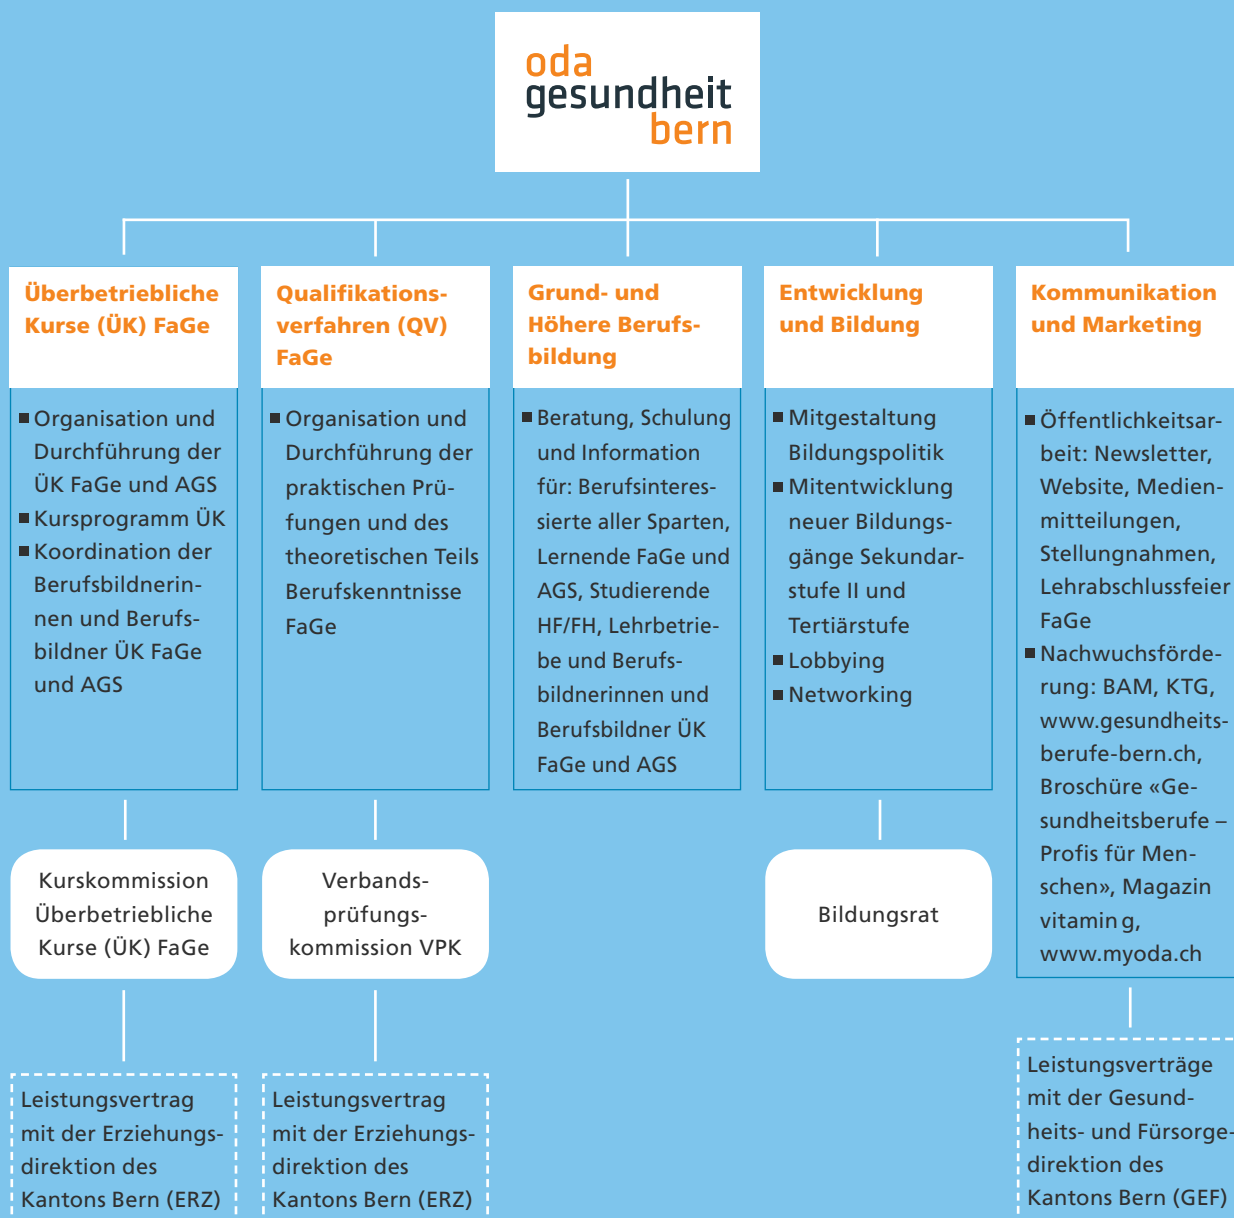 oda
gesundheit
bern
Überbetriebliche
Kurse (ÜK) FaGe
■ Organisation und
Durchführung der
ÜK FaGe und AGS
■ Kursprogramm ÜK
■ Koordination der
Berufsbildnerin-
nen und Berufs-
bildner ÜK FaGe
und AGS
Kurskommission
Überbetriebliche
Kurse (ÜK) FaGe
Leistungsvertrag
mit der Erziehungs-
direktion des
Kantons Bern (ERZ)
Qualifikations-
verfahren (QV)
FaGe
■ Organisation und
Durchführung der
praktischen Prü-
fungen und des
theoretischen Teils
Berufskenntnisse
FaGe
Verbands-
prüfungs-
kommission VPK
Leistungsvertrag
mit der Erziehungs-
direktion des
Kantons Bern (ERZ)
Grund- und
Höhere Berufs-
bildung
■ Beratung, Schulung
und Information
für: Berufsinteres-
sierte aller Sparten,
Lernende FaGe und
AGS, Studierende
HF/FH, Lehrbetrie-
be und Berufs-
bildnerinnen und
Berufsbildner ÜK
FaGe und AGS
Entwicklung
und Bildung
■ Mitgestaltung
Bildungspolitik
■ Mitentwicklung
neuer Bildungs-
gänge Sekundar-
stufe II und
Tertiärstufe
■ Lobbying
■ Networking
Bildungsrat
Kommunikation
und Marketing
■ Öffentlichkeitsar-
beit: Newsletter,
Website, Medien-
mitteilungen,
Stellungnahmen,
Lehrabschlussfeier
FaGe
■ Nachwuchsförde-
rung: BAM, KTG,
www.gesundheits-
berufe-bern.ch,
Broschüre «Ge-
sundheitsberufe –
Profis für Men-
schen», Magazin
vitamin g,
www.myoda.ch
Leistungsverträge
mit der Gesund-
heits- und Fürsorge-
direktion des
Kantons Bern (GEF)